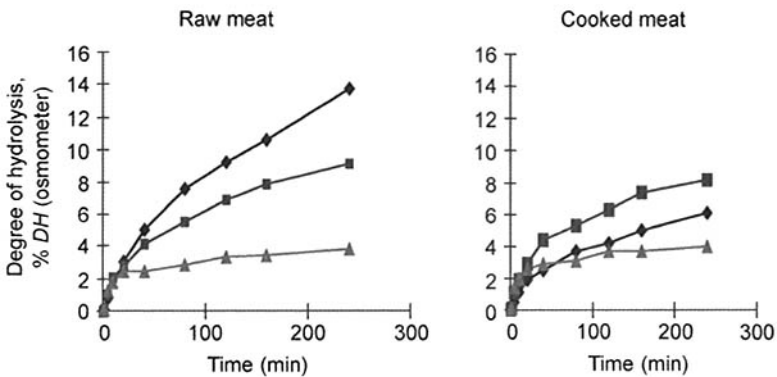 Raw meat
Degree of hydrolysis,
% DH (osmometer)
16
14
12
10
8
6
4
2
0
0 100 200 300
Time (min)
Cooked meat
16
14
12
10
8
6
4
2
0
0 100 200 300
Time (min)